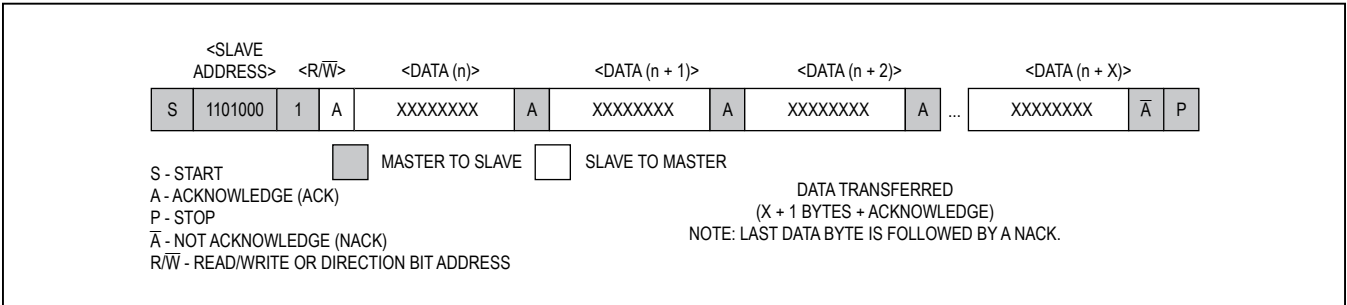 <SLAVE
ADDRESS> <R/W̅> <DATA (n)> <DATA (n + 1)> <DATA (n + 2)> <DATA (n + X)>
S 1101000 1 A XXXXXXXX A XXXXXXXX A XXXXXXXX A ... XXXXXXXX A̅ P
MASTER TO SLAVE SLAVE TO MASTER
S - START
A - ACKNOWLEDGE (ACK)
P - STOP
A̅ - NOT ACKNOWLEDGE (NACK)
R/W̅ - READ/WRITE OR DIRECTION BIT ADDRESS
DATA TRANSFERRED
(X + 1 BYTES + ACKNOWLEDGE)
NOTE: LAST DATA BYTE IS FOLLOWED BY A NACK.